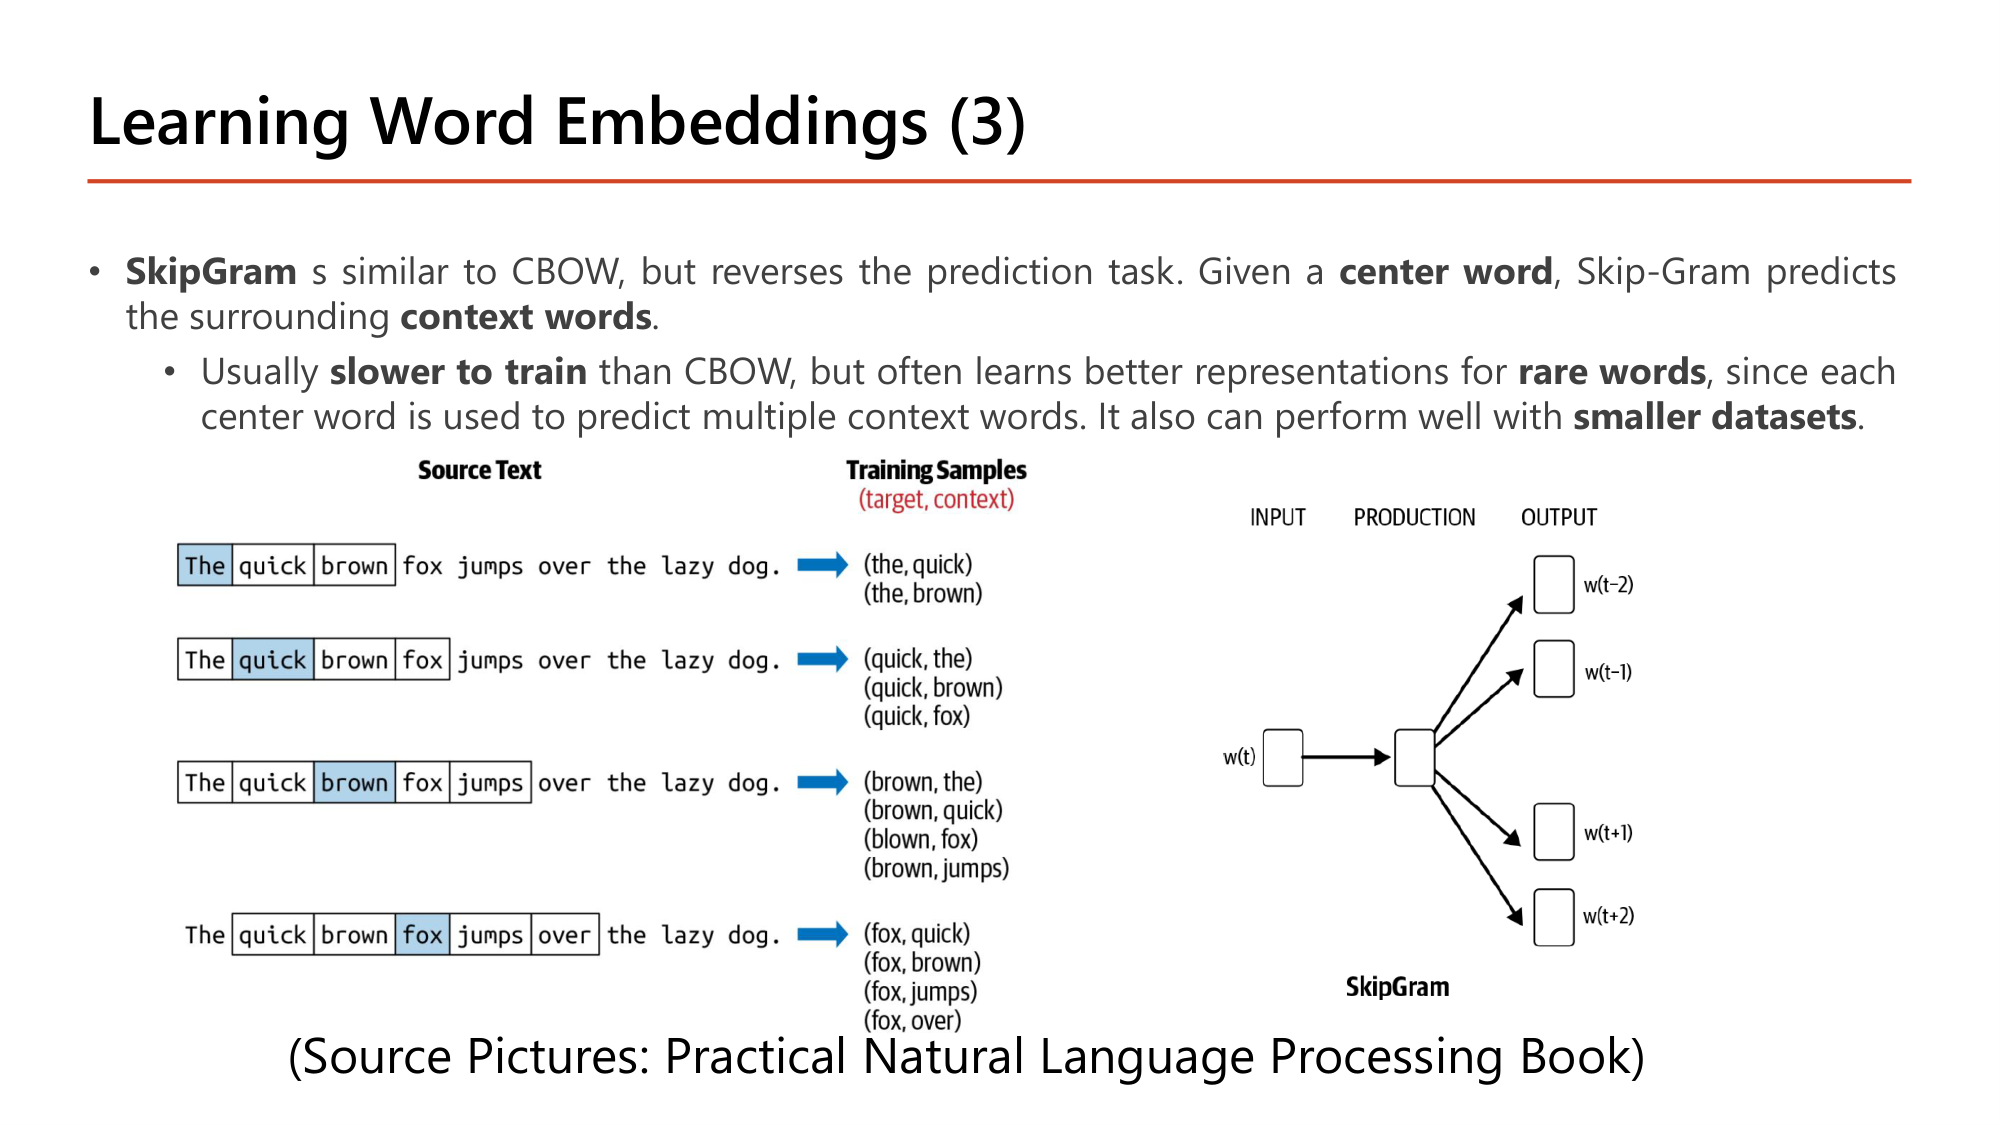 Learning Word Embeddings (3)
• SkipGram s similar to CBOW, but reverses the prediction task. Given a center word, Skip-Gram predicts
the surrounding context words.
• Usually slower to train than CBOW, but often learns better representations for rare words, since each
center word is used to predict multiple context words. It also can perform well with smaller datasets.
Source Text
Training Samples
(target, context)
The quick brown fox jumps over the lazy dog.
(the, quick)
(the, brown)
The quick brown fox jumps over the lazy dog.
(quick, the)
(quick, brown)
(quick, fox)
The quick brown fox jumps over the lazy dog.
(brown, the)
(brown, quick)
(blown, fox)
(brown, jumps)
The quick brown fox jumps over the lazy dog.
(fox, quick)
(fox, brown)
(fox, jumps)
(fox, over)
INPUT PRODUCTION OUTPUT
w(t-2)
w(t-1)
w(t)
w(t+1)
w(t+2)
SkipGram
(Source Pictures: Practical Natural Language Processing Book)